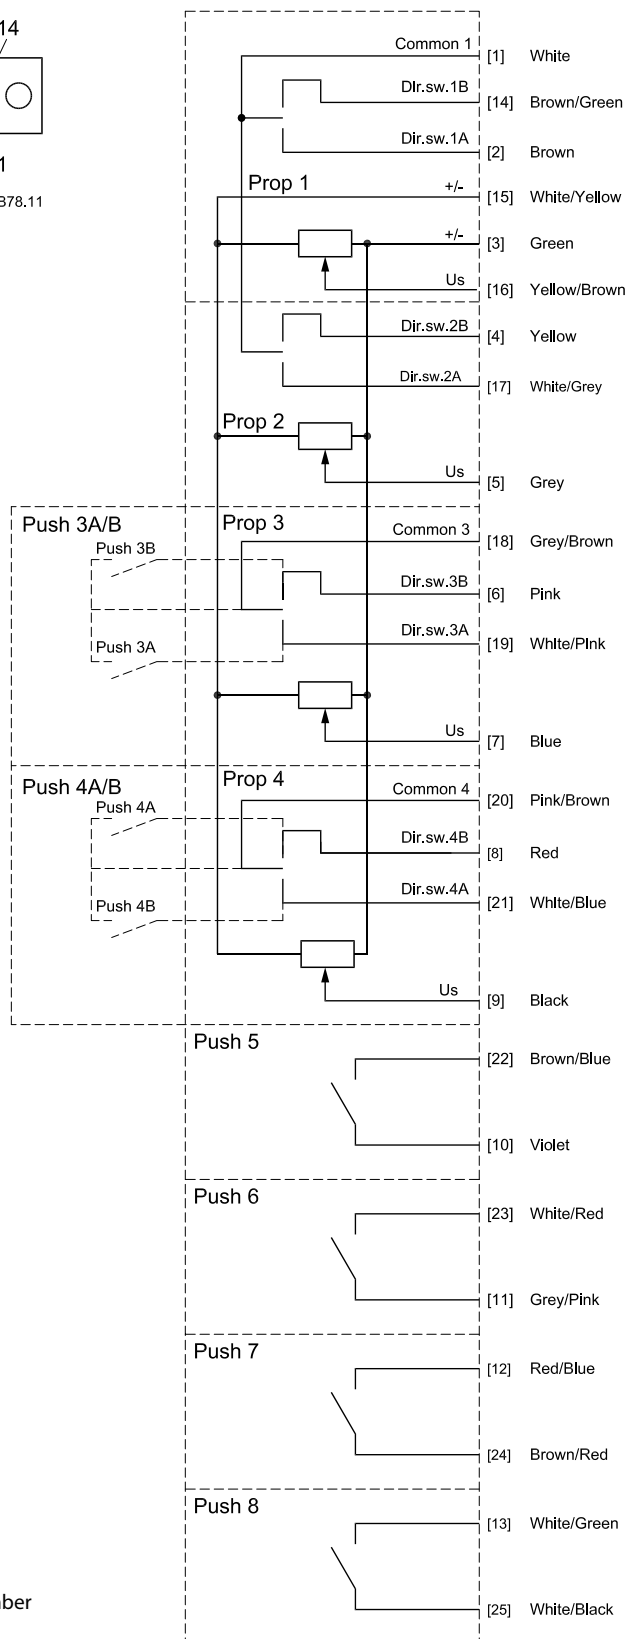 14
Common 1 [1] White
Dir.sw.1B [14] Brown/Green
1
Dir.sw.1A [2] Brown
Prop 1 +/- [15] White/Yellow
378.11
+/- [3] Green
Us [16] Yellow/Brown
Dir.sw.2B [4] Yellow
Dir.sw.2A [17] White/Grey
Prop 2
Us [5] Grey
Push 3A/B Prop 3 Common 3 [18] Grey/Brown
Push 3B
Dir.sw.3B [6] Pink
Push 3A Dir.sw.3A [19] White/Pink
Us [7] Blue
Push 4A/B Prop 4 Common 4 [20] Pink/Brown
Push 4A
Dir.sw.4B [8] Red
Push 4B Dir.sw.4A [21] White/Blue
Us [9] Black
Push 5
[22] Brown/Blue
[10] Violet
Push 6
[23] White/Red
[11] Grey/Pink
Push 7
[12] Red/Blue
[24] Brown/Red
Push 8
[13] White/Green
ber
[25] White/Black